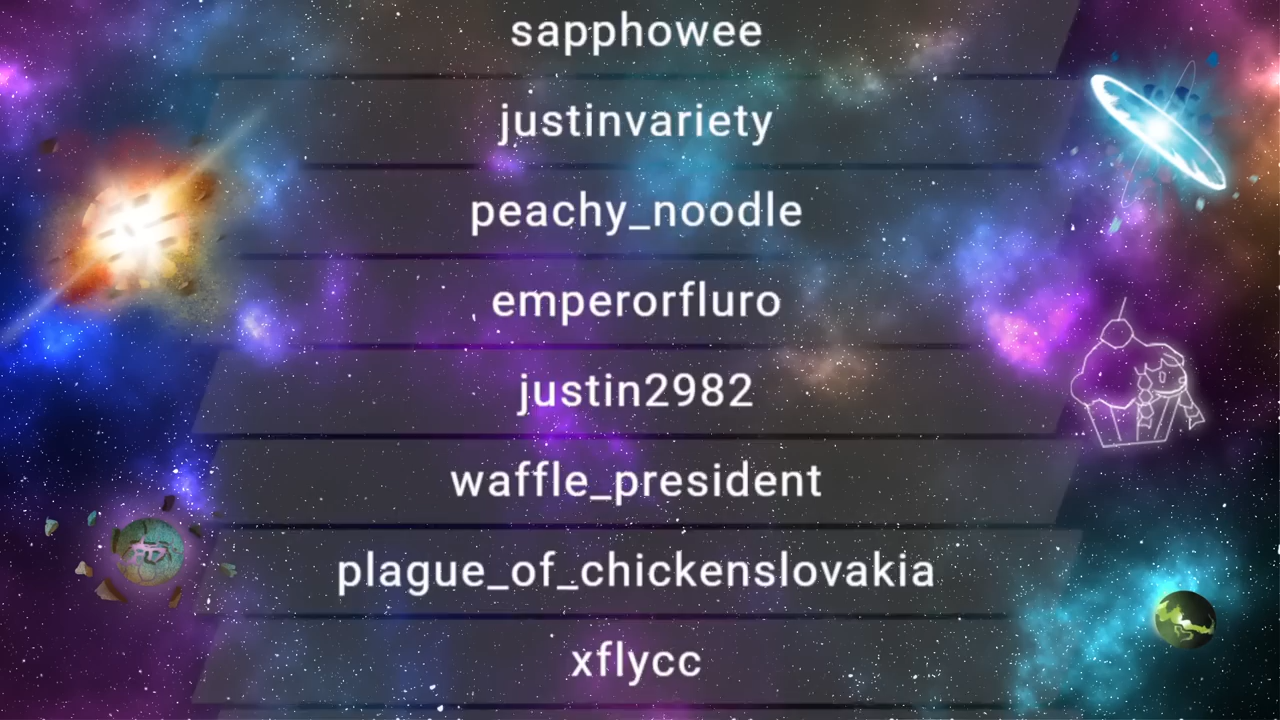 sapphowee
justinvariety
peachy_noodle
emperorfluro
justin2982
waffle_president
plague_of_chickenslovakia
xflycc